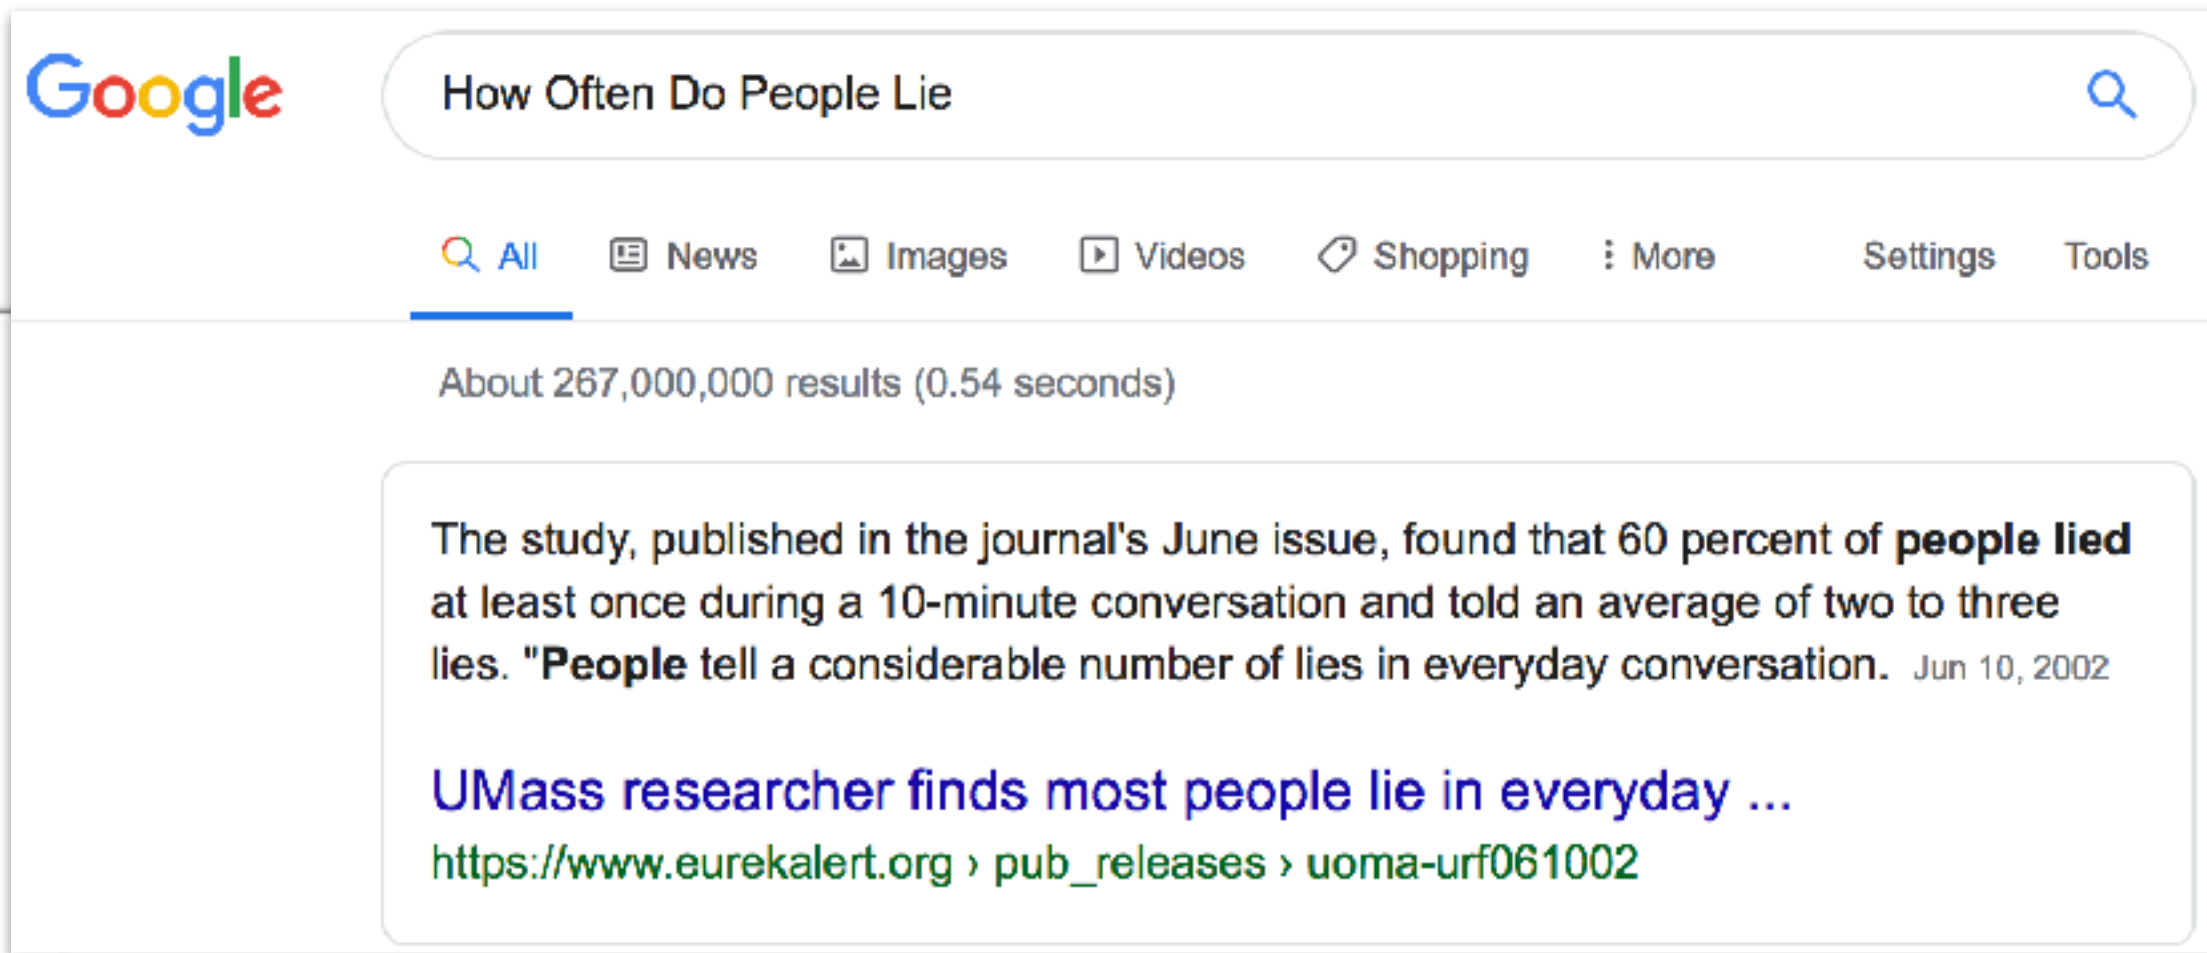 Google
How Often Do People Lie
All News Images Videos Shopping More Settings Tools
About 267,000,000 results (0.54 seconds)
The study, published in the journal's June issue, found that 60 percent of people lied
at least once during a 10-minute conversation and told an average of two to three
lies. "People tell a considerable number of lies in everyday conversation. Jun 10, 2002
UMass researcher finds most people lie in everyday ...
https://www.eurekalert.org › pub_releases › uoma-urf061002